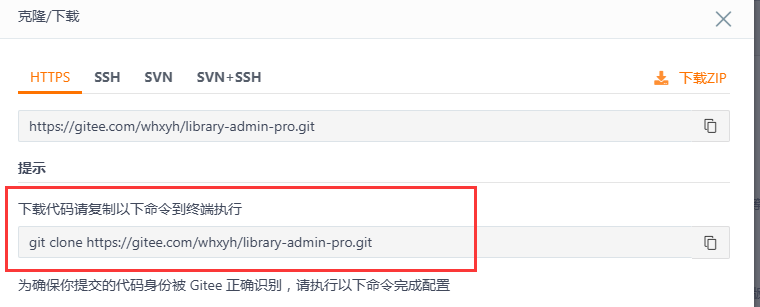 克隆/下载
HTTPS SSH SVN SVN+SSH 下载ZIP
https://gitee.com/whxyh/library-admin-pro.git
提示
下载代码请复制以下命令到终端执行
git clone https://gitee.com/whxyh/library-admin-pro.git
为确保你提交的代码身份被 Gitee 正确识别，请执行以下命令完成配置